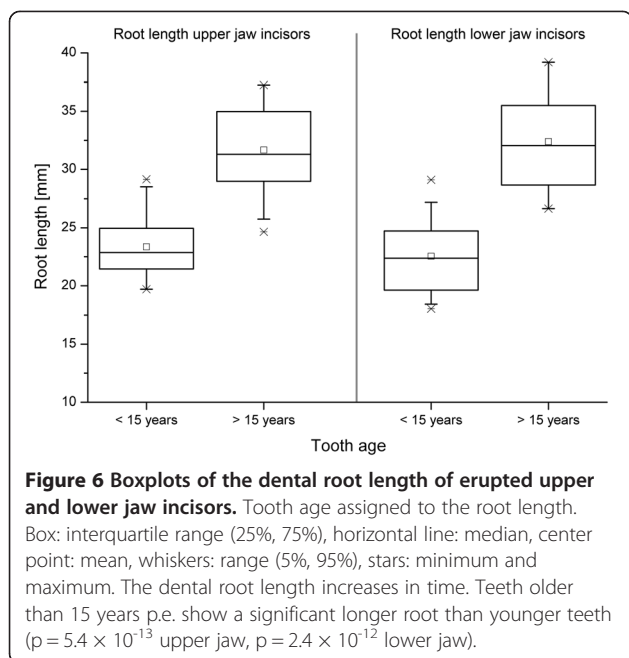 Root length upper jaw incisors
Root length lower jaw incisors
Root length [mm]
40
35
30
25
20
15
10
< 15 years
> 15 years
< 15 years
> 15 years
Tooth age
Figure 6 Boxplots of the dental root length of erupted upper
and lower jaw incisors. Tooth age assigned to the root length.
Box: interquartile range (25%, 75%), horizontal line: median, center
point: mean, whiskers: range (5%, 95%), stars: minimum and
maximum. The dental root length increases in time. Teeth older
than 15 years p.e. show a significant longer root than younger teeth
(p = 5.4 × 10⁻¹³ upper jaw, p = 2.4 × 10⁻¹² lower jaw).